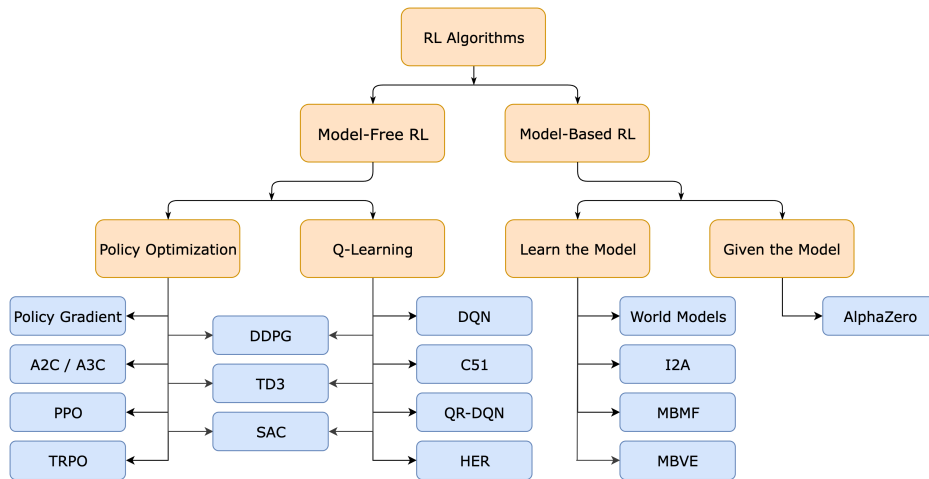 RL Algorithms
Model-Free RL
Model-Based RL
Policy Optimization
Q-Learning
Learn the Model
Given the Model
Policy Gradient
DDPG
DQN
World Models
AlphaZero
A2C / A3C
TD3
C51
I2A
PPO
SAC
QR-DQN
MBMF
TRPO
HER
MBVE